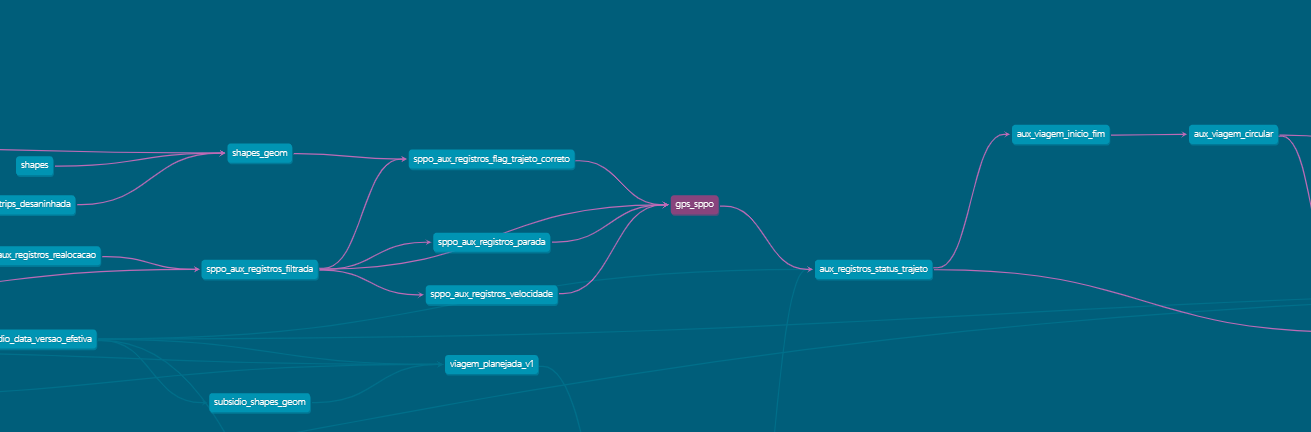 aux_viagem_inicio_fim
aux_viagem_circular
shapes_geom
sppo_aux_registros_flag_trajeto_correto
shapes
trips_desaninhada
gps_sppo
sppo_aux_registros_parada
aux_registros_realocacao
sppo_aux_registros_filtrada
aux_registros_status_trajeto
sppo_aux_registros_velocidade
dio_data_versao_efetiva
viagem_planejada_v1
subsidio_shapes_geom